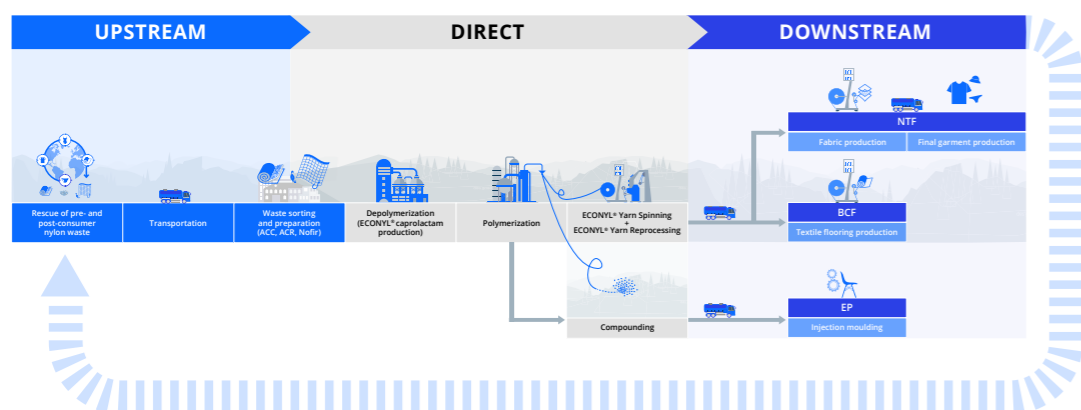 UPSTREAM
DIRECT
DOWNSTREAM
NTF
Fabric production
Final garment production
Rescue of pre- and
post-consumer
nylon waste
Transportation
Waste sorting
and preparation
(ACC, ACR, Nofir)
Depolymerization
(ECONYL® caprolactam
production)
Polymerization
ECONYL® Yarn Spinning
+
ECONYL® Yarn Reprocessing
BCF
Textile flooring production
Compounding
EP
Injection moulding